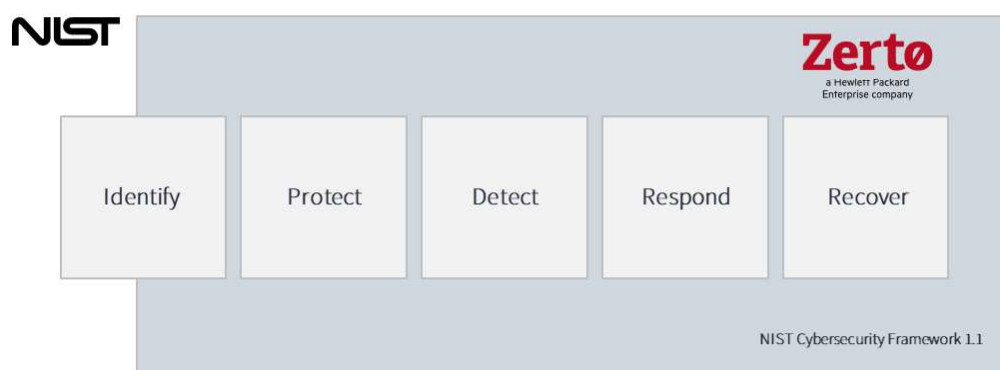 NIST
Zertø
a Hewlett Packard
Enterprise company
Identify
Protect
Detect
Respond
Recover
NIST Cybersecurity Framework 1.1